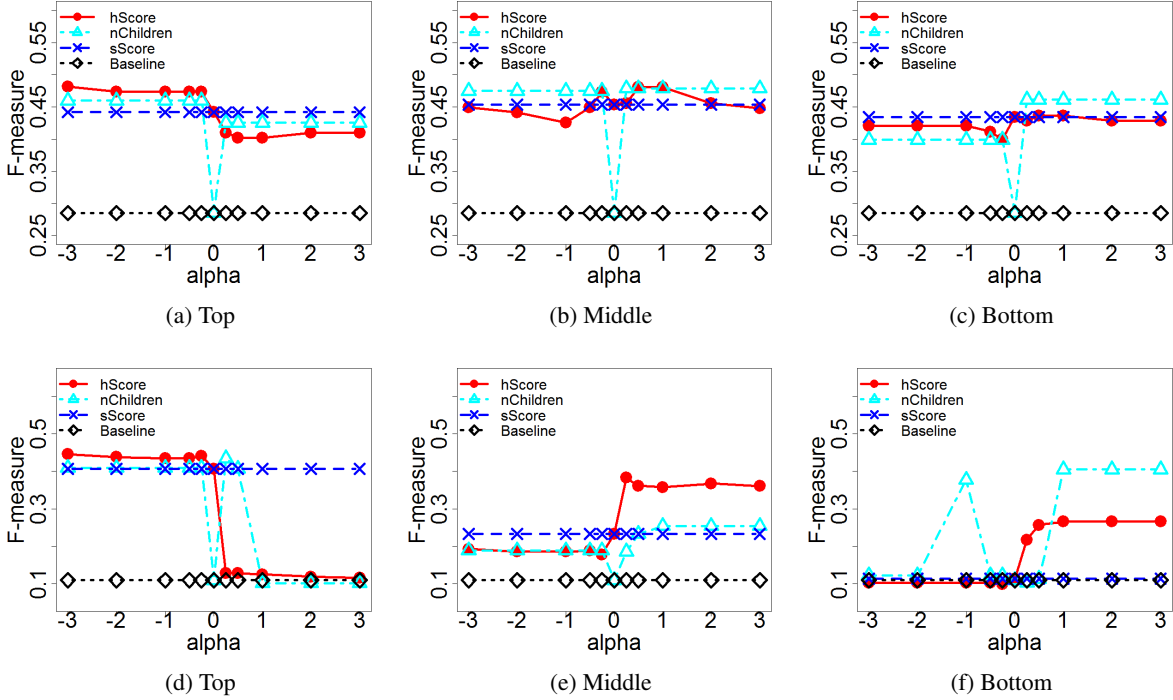 hScore
nChildren
sScore
Baseline
F-measure
0.25 0.35 0.45 0.55
-3 -2 -1 0 1 2 3
alpha
(a) Top
hScore
nChildren
sScore
Baseline
F-measure
0.25 0.35 0.45 0.55
-3 -2 -1 0 1 2 3
alpha
(b) Middle
hScore
nChildren
sScore
Baseline
F-measure
0.25 0.35 0.45 0.55
-3 -2 -1 0 1 2 3
alpha
(c) Bottom
hScore
nChildren
sScore
Baseline
F-measure
0.1 0.3 0.5
-3 -2 -1 0 1 2 3
alpha
(d) Top
hScore
nChildren
sScore
Baseline
F-measure
0.1 0.3 0.5
-3 -2 -1 0 1 2 3
alpha
(e) Middle
hScore
nChildren
sScore
Baseline
F-measure
0.1 0.3 0.5
-3 -2 -1 0 1 2 3
alpha
(f) Bottom